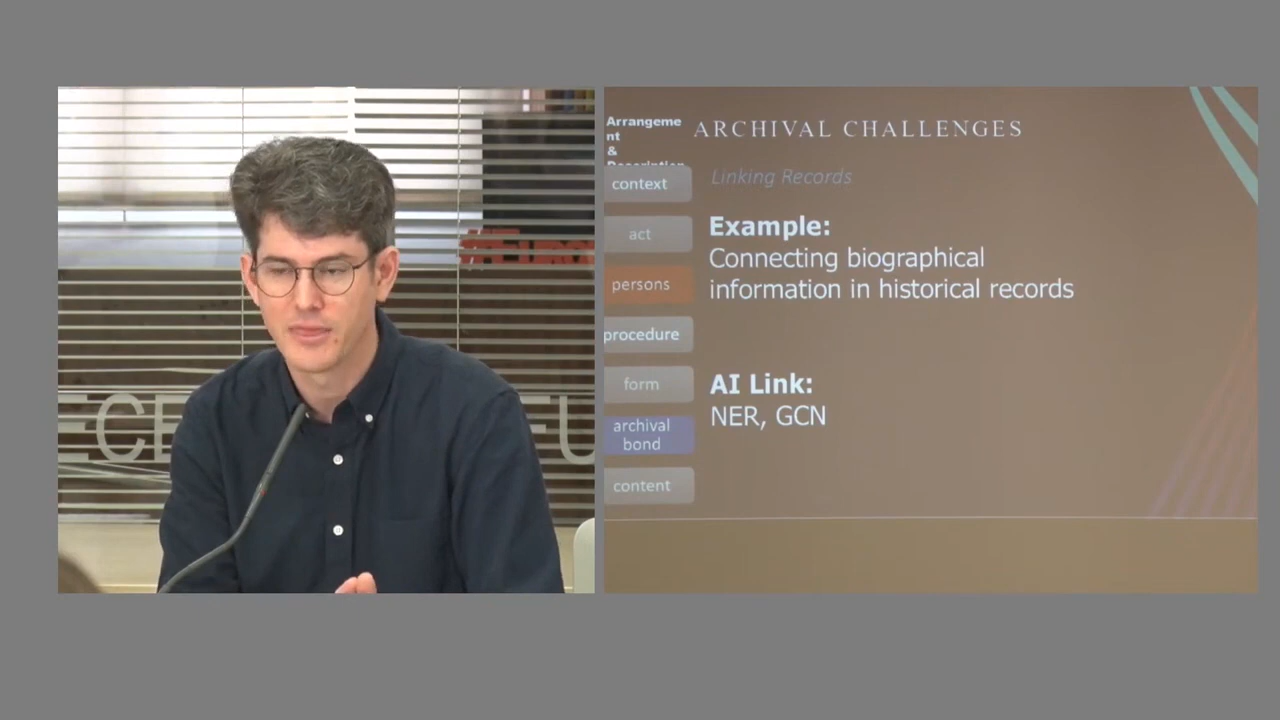 Arrangeme
nt
&
Description
ARCHIVAL CHALLENGES
Linking Records
context
act
persons
procedure
form
archival
bond
content
Example:
Connecting biographical
information in historical records
AI Link:
NER, GCN